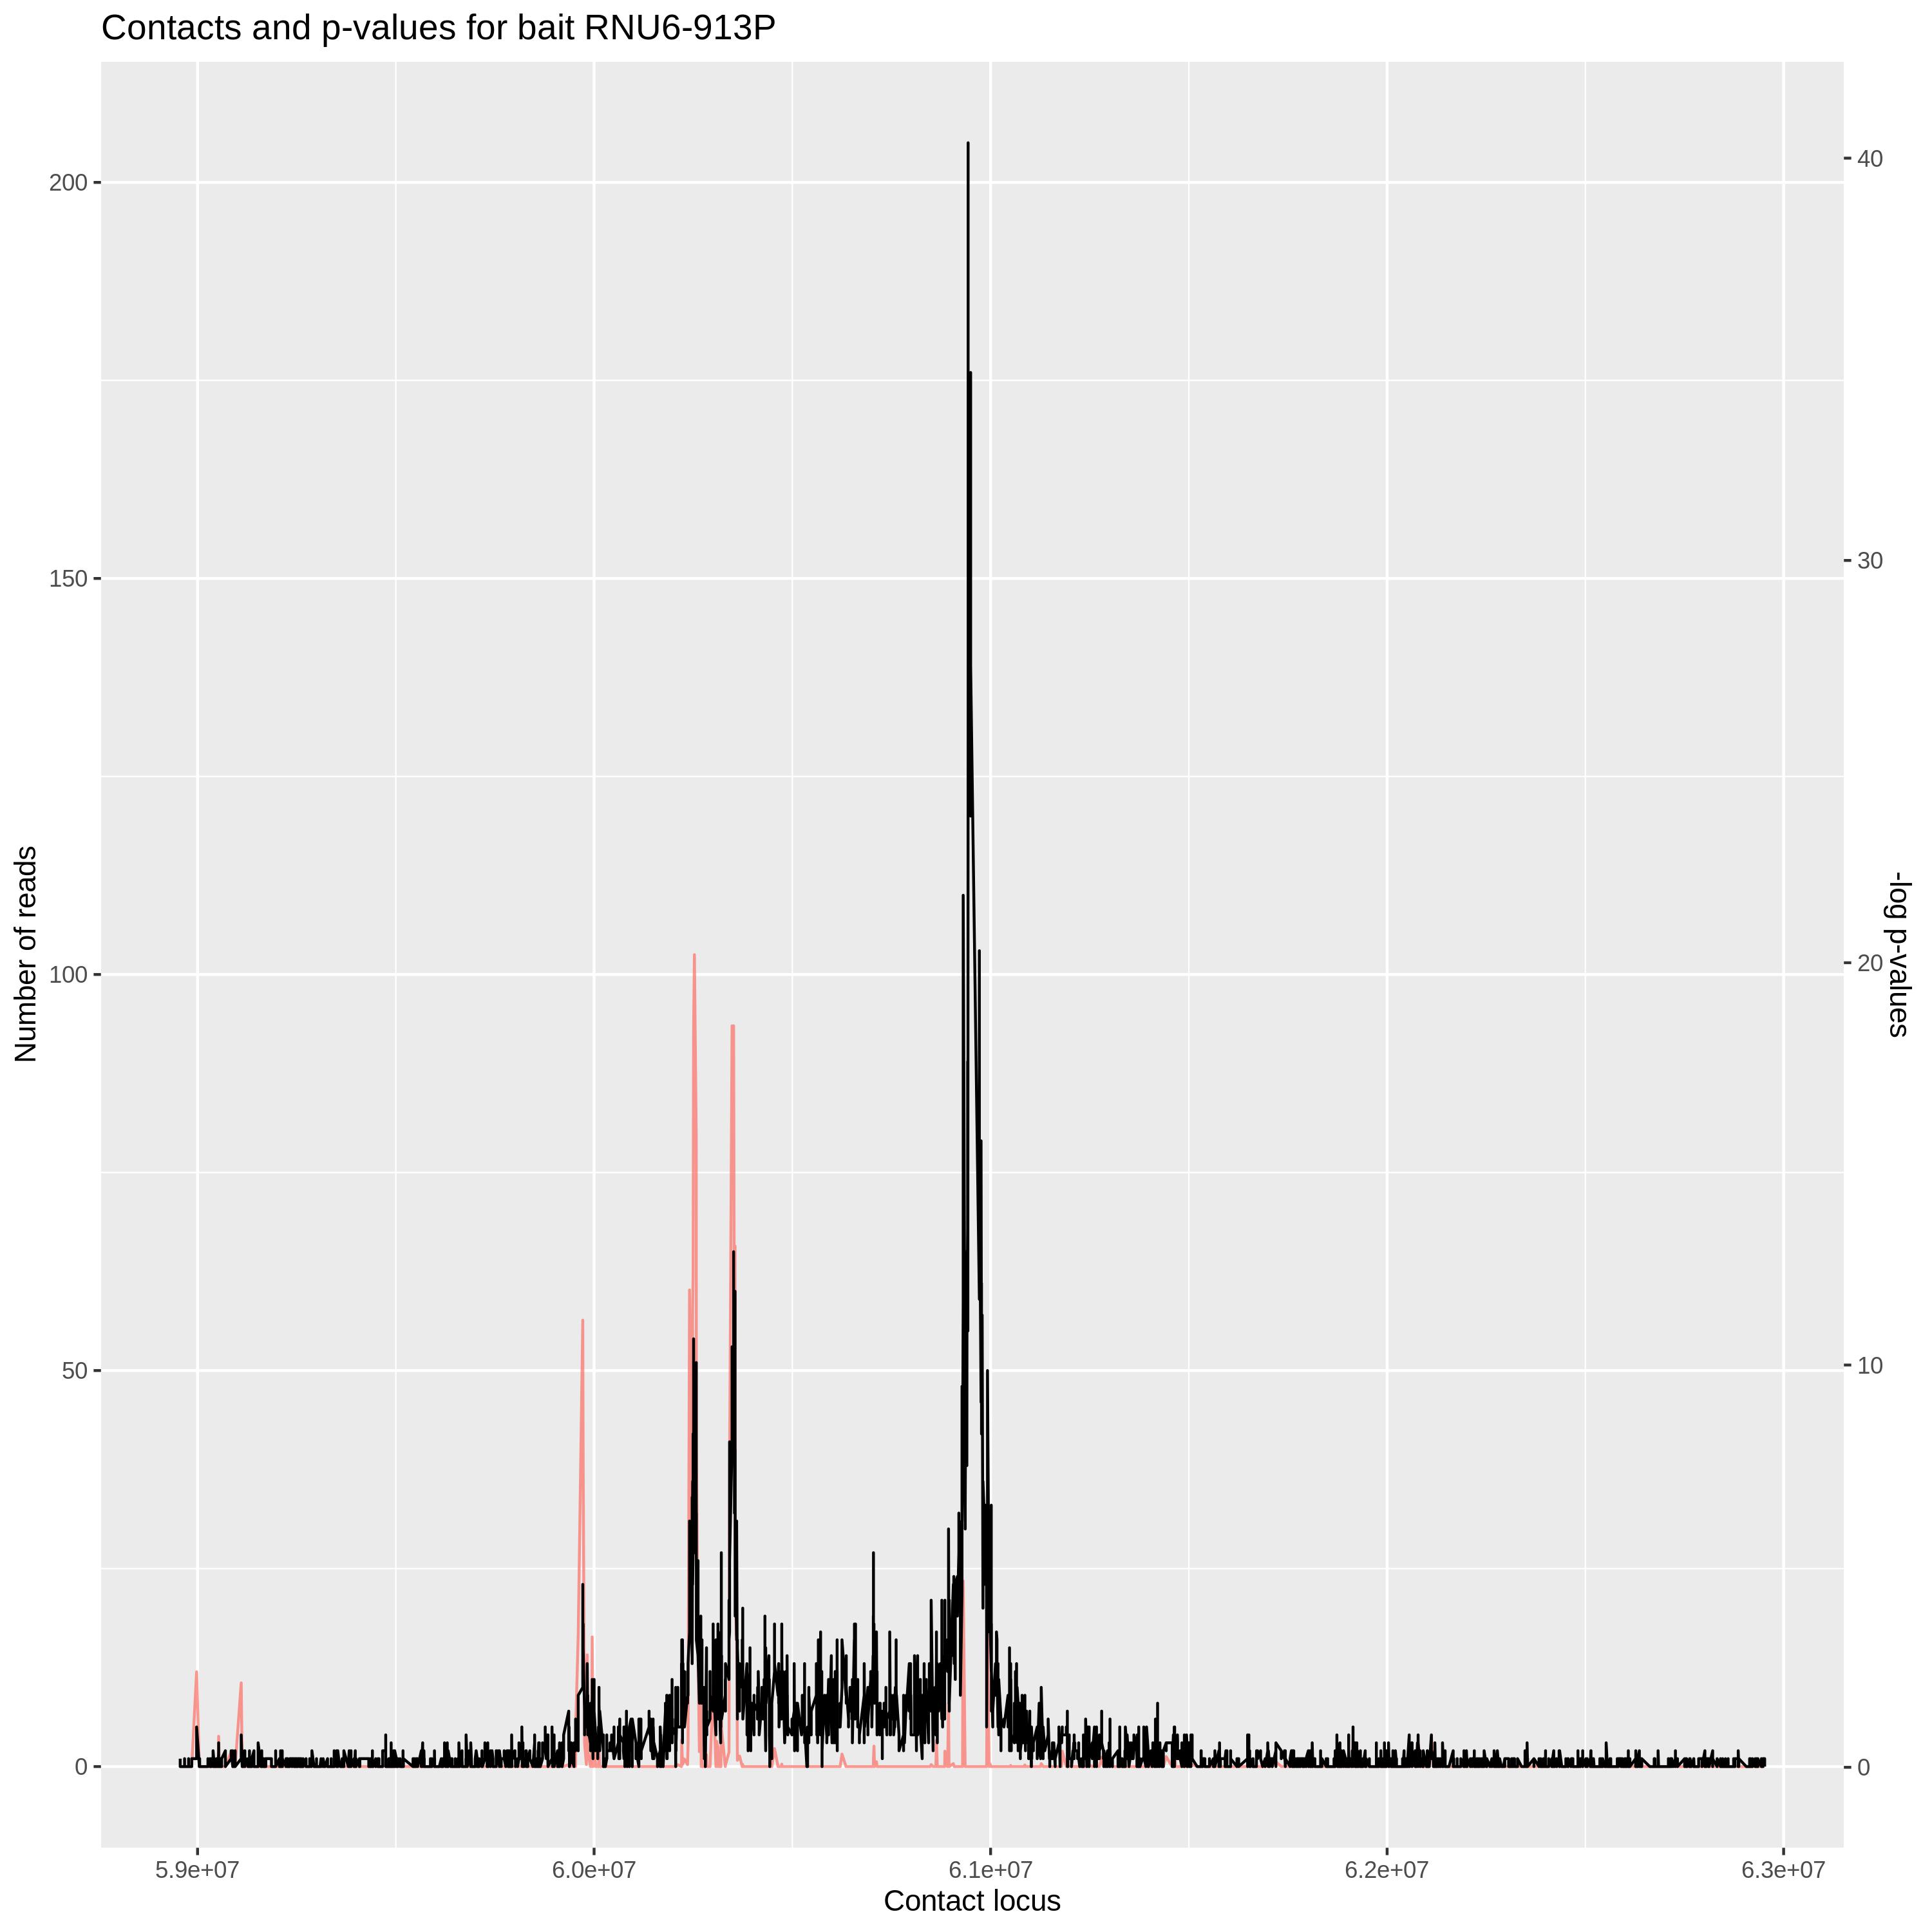 Contacts and p-values for bait RNU6-913P
200
150
100
50
0
40
30
20
10
0
Number of reads
-log p-values
5.9e+07
6.0e+07
6.1e+07
6.2e+07
6.3e+07
Contact locus